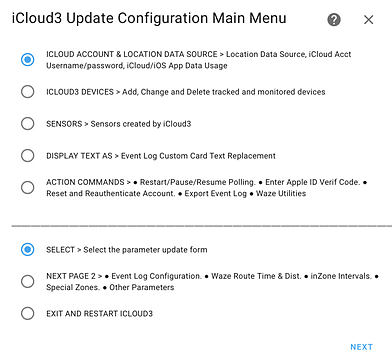 iCloud3 Update Configuration Main Menu
ICLOUD ACCOUNT & LOCATION DATA SOURCE > Location Data Source, iCloud Acct
Username/password, iCloud/iOS App Data Usage
ICLOUD3 DEVICES > Add, Change and Delete tracked and monitored devices
SENSORS > Sensors created by iCloud3
DISPLAY TEXT AS > Event Log Custom Card Text Replacement
ACTION COMMANDS > • Restart/Pause/Resume Polling. • Enter Apple ID Verif Code. •
Reset and Reauthenticate Account. • Export Event Log • Waze Utilities
SELECT > Select the parameter update form
NEXT PAGE 2 > • Event Log Configuration. • Waze Route Time & Dist. • inZone Intervals. •
Special Zones. • Other Parameters
EXIT AND RESTART ICLOUD3
NEXT